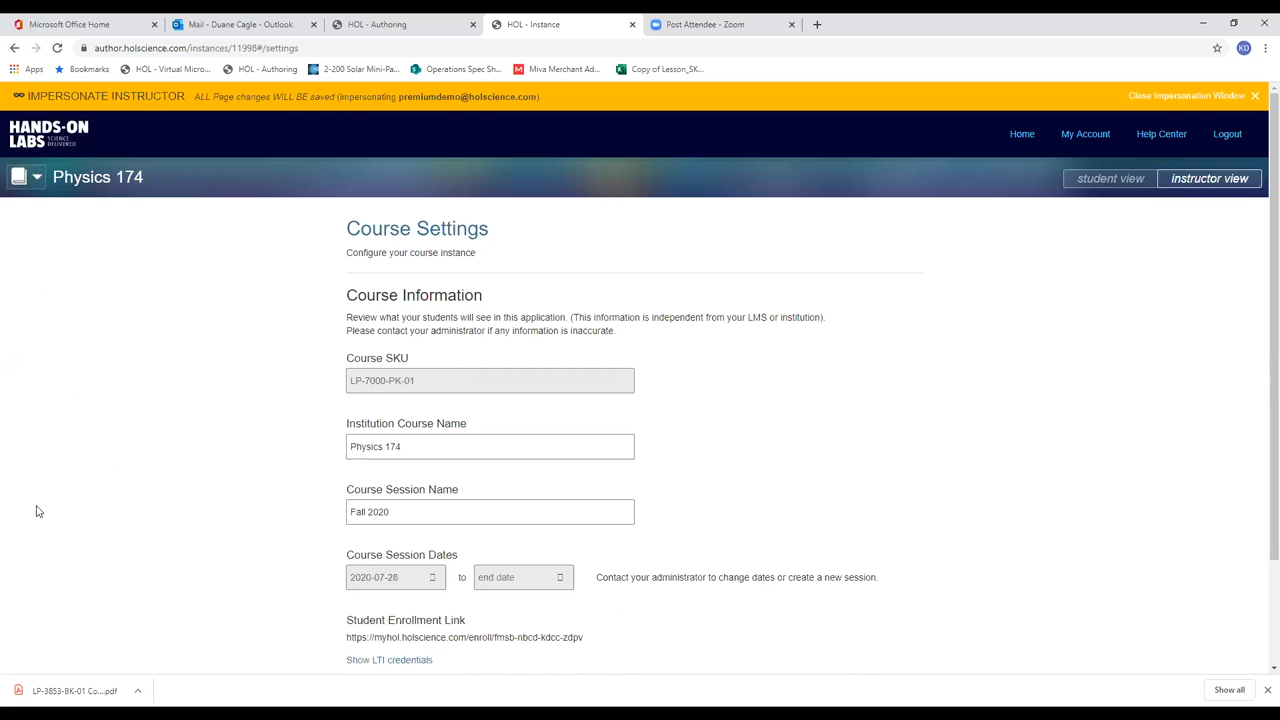 Microsoft Office Home
Mail - Duane Cagle - Outlook
HOL - Authoring
HOL - Instance
Post Attendee - Zoom
author.holscience.com/instances/11998#/settings
KD
Apps
Bookmarks
HOL - Virtual Micro...
HOL - Authoring
2-200 Solar Mini-Pa...
Operations Spec Sh...
Miva Merchant Ad...
Copy of Lesson_SK...
IMPERSONATE INSTRUCTOR ALL Page changes WILL BE saved (impersonating premiumdemo@holscience.com)
Close Impersonation Window
HANDS-ON
LABS SCIENCE DELIVERED
Home
My Account
Help Center
Logout
Physics 174
student view
instructor view
Course Settings
Configure your course instance
Course Information
Review what your students will see in this application. (This information is independent from your LMS or institution).
Please contact your administrator if any information is inaccurate.
Course SKU
LP-7000-PK-01
Institution Course Name
Physics 174
Course Session Name
Fall 2020
Course Session Dates
2020-07-28 to end date Contact your administrator to change dates or create a new session.
Student Enrollment Link
https://myhol.holscience.com/enroll/fmsb-nbcd-kdcc-zdpv
Show LTI credentials
LP-3853-BK-01 Co....pdf
Show all